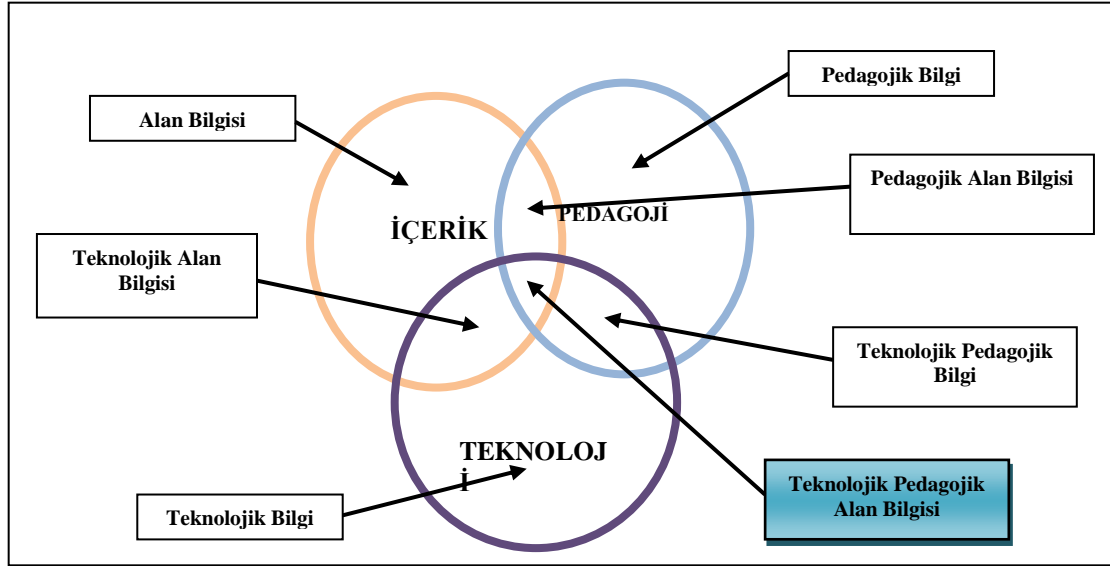 Pedagojik Bilgi
Alan Bilgisi
Pedagojik Alan Bilgisi
PEDAGOJİ
İÇERİK
Teknolojik Alan
Bilgisi
Teknolojik Pedagojik
Bilgi
TEKNOLOJ
İ
Teknolojik Pedagojik
Alan Bilgisi
Teknolojik Bilgi